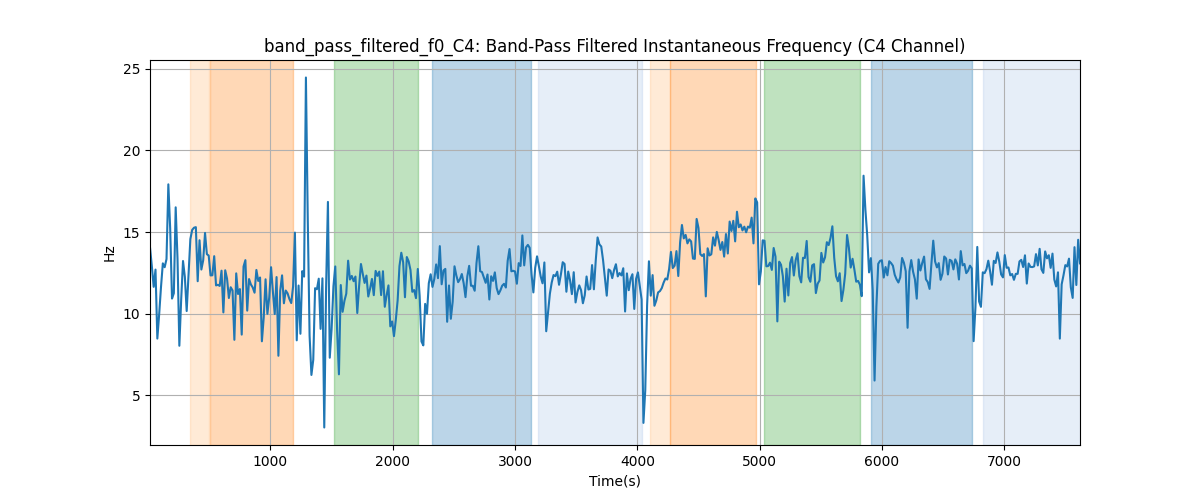 band_pass_filtered_f0_C4: Band-Pass Filtered Instantaneous Frequency (C4 Channel)
25
20
15
10
5
Hz
1000 2000 3000 4000 5000 6000 7000
Time(s)